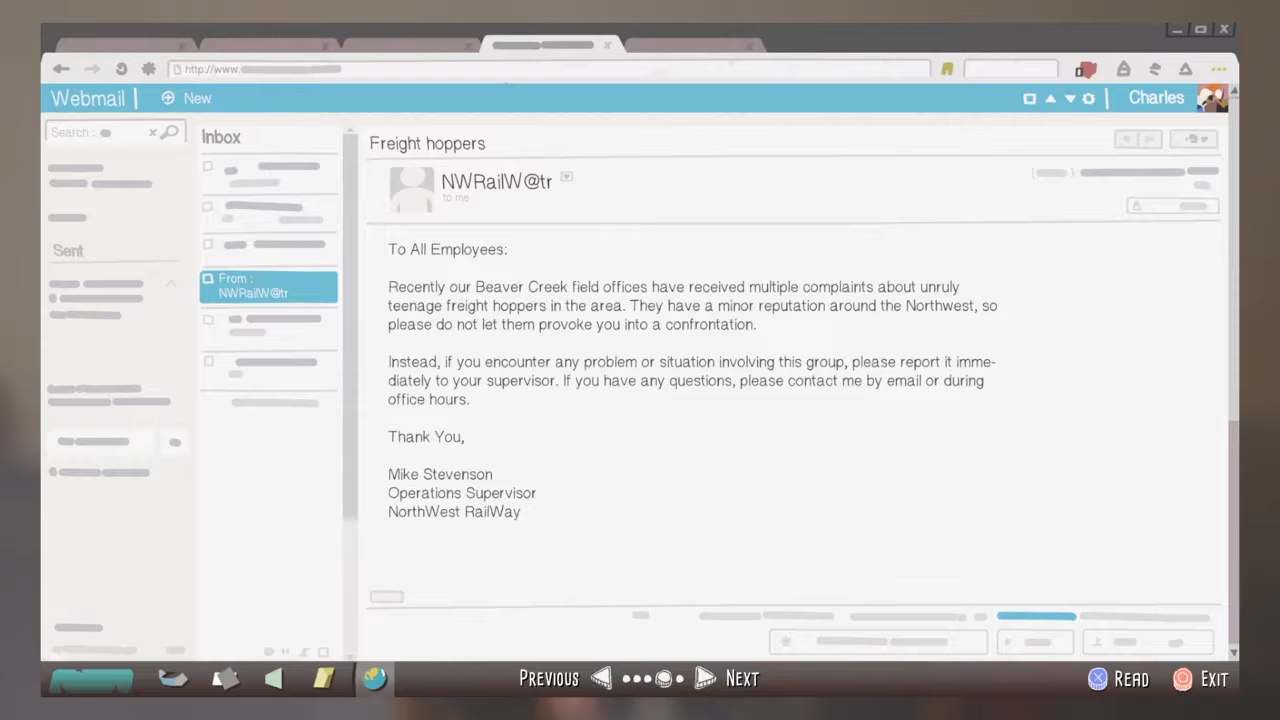 http://www.
Webmail
New
Charles
Search :
Inbox
Freight hoppers
NWRailW@tr
to me
Sent
From :
NWRailW@tr
To All Employees:
Recently our Beaver Creek field offices have received multiple complaints about unruly
teenage freight hoppers in the area. They have a minor reputation around the Northwest, so
please do not let them provoke you into a confrontation.
Instead, if you encounter any problem or situation involving this group, please report it imme-
diately to your supervisor. If you have any questions, please contact me by email or during
office hours.
Thank You,
Mike Stevenson
Operations Supervisor
NorthWest RailWay
PREVIOUS
NEXT
READ
EXIT